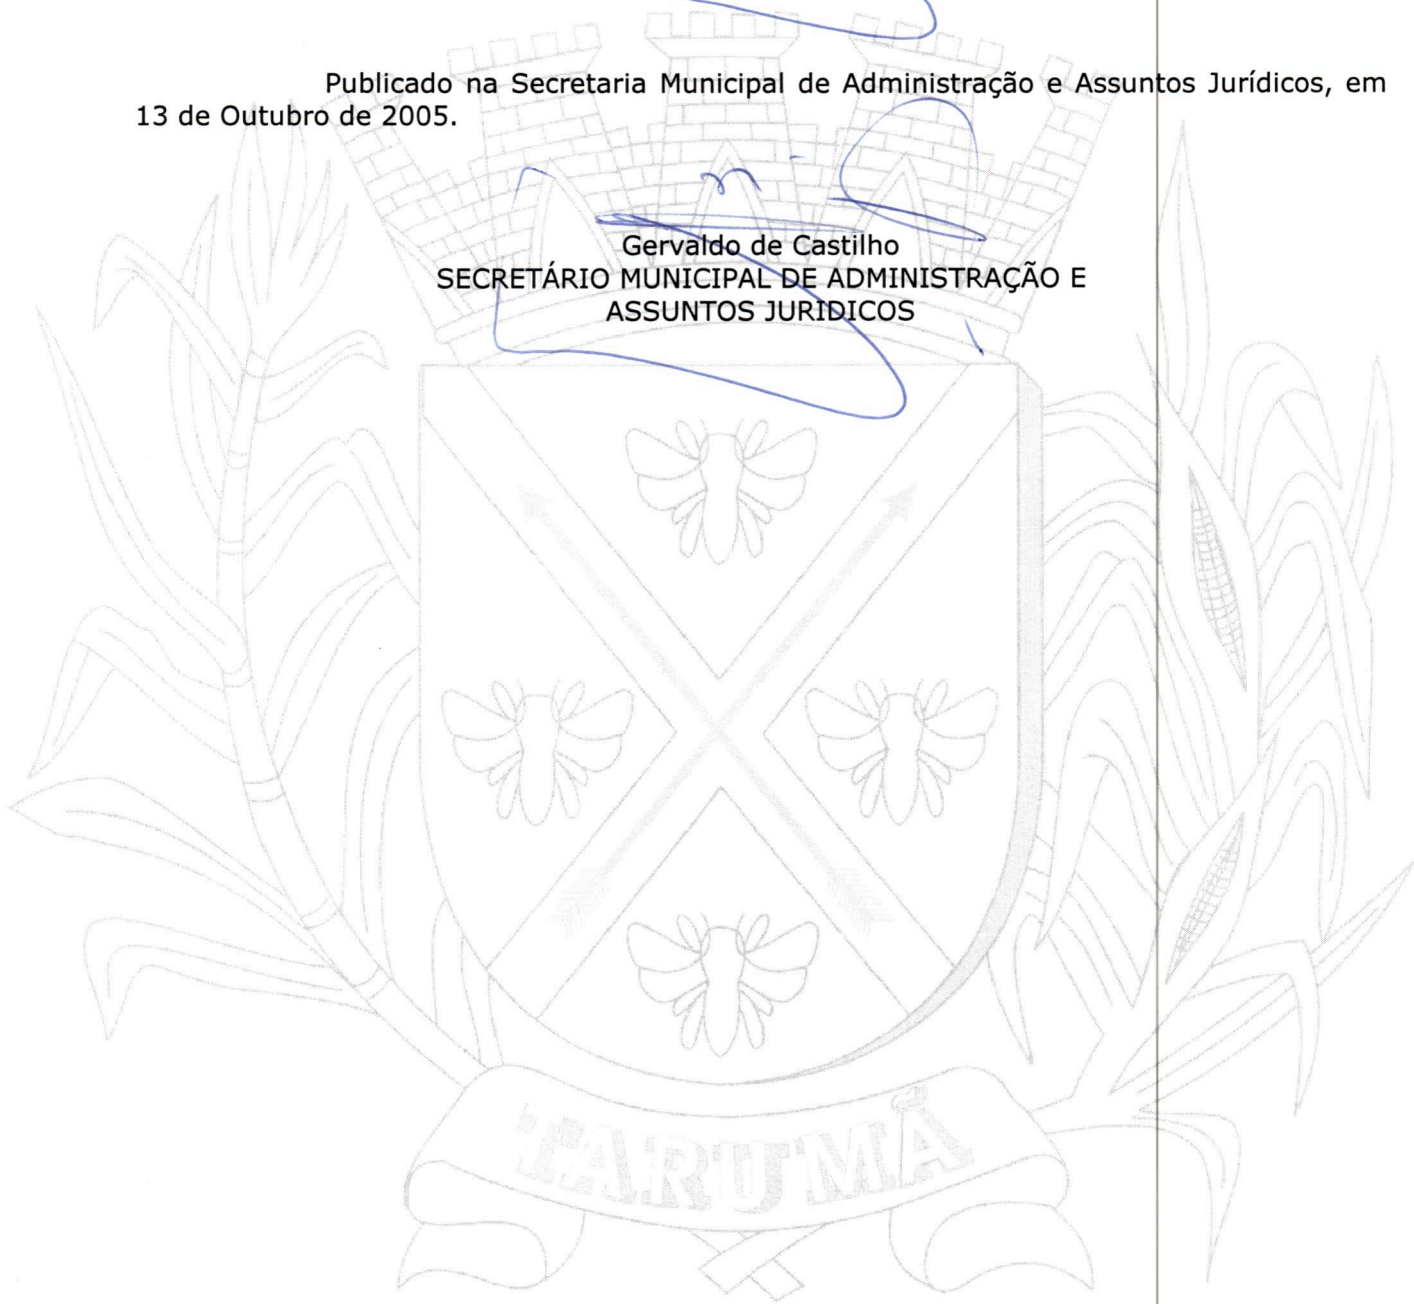 Publicado na Secretaria Municipal de Administração e Assuntos Jurídicos, em
13 de Outubro de 2005.
Gervaldo de Castilho
SECRETÁRIO MUNICIPAL DE ADMINISTRAÇÃO E
ASSUNTOS JURIDICOS
TARUMÃ